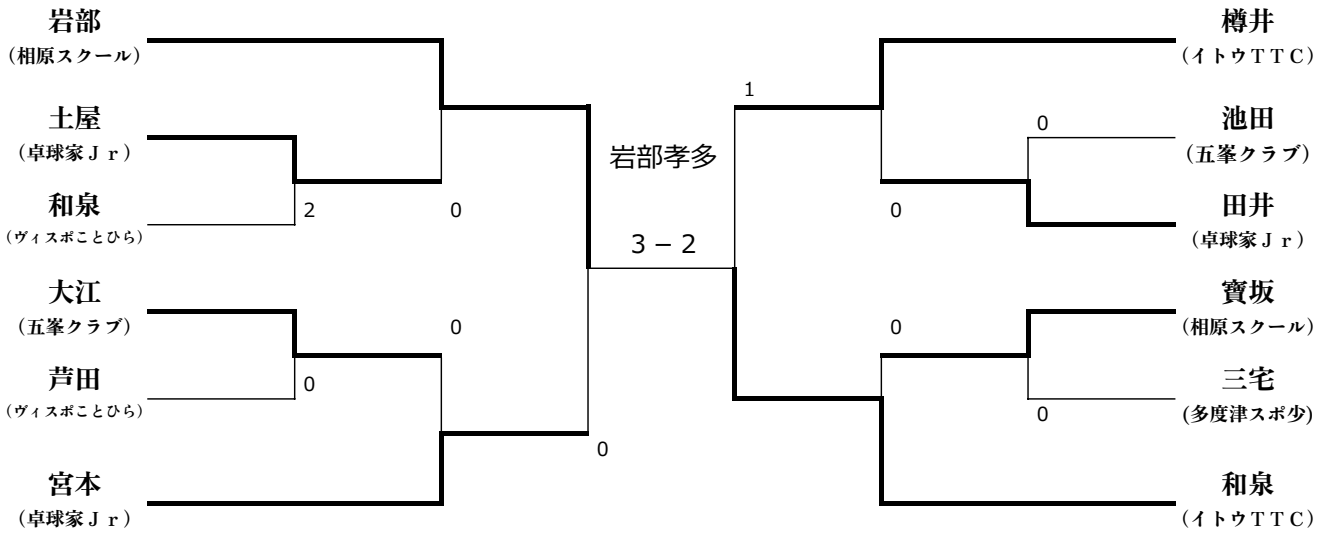 岩部
（相原スクール）
土屋
（卓球家Ｊｒ）
和泉
（ヴィスポことひら）
大江
（五峯クラブ）
芦田
（ヴィスポことひら）
宮本
（卓球家Ｊｒ）
2
0
0
0
0
岩部孝多
3 – 2
1
0
0
0
0
樽井
（イトウＴＴＣ）
池田
（五峯クラブ）
田井
（卓球家Ｊｒ）
寶坂
（相原スクール）
三宅
(多度津スポ少)
和泉
（イトウＴＴＣ）